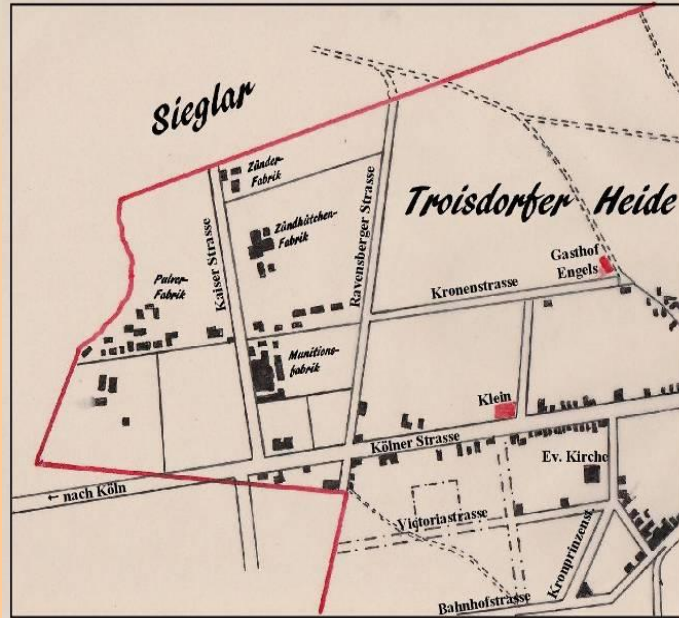 Sieglar
Zünder-
Fabrik
Troisdorfer Heide
Zündhütchen-
Fabrik
Kaiser Strasse
Ravensberger Strasse
Gasthof
Engels
Pulver-
Fabrik
Kronenstrasse
Munitions-
fabrik
Klein
Kölner Strasse
Ev. Kirche
← nach Köln
Victoriastrasse
Kronprinzenst.
Bahnhofstrasse